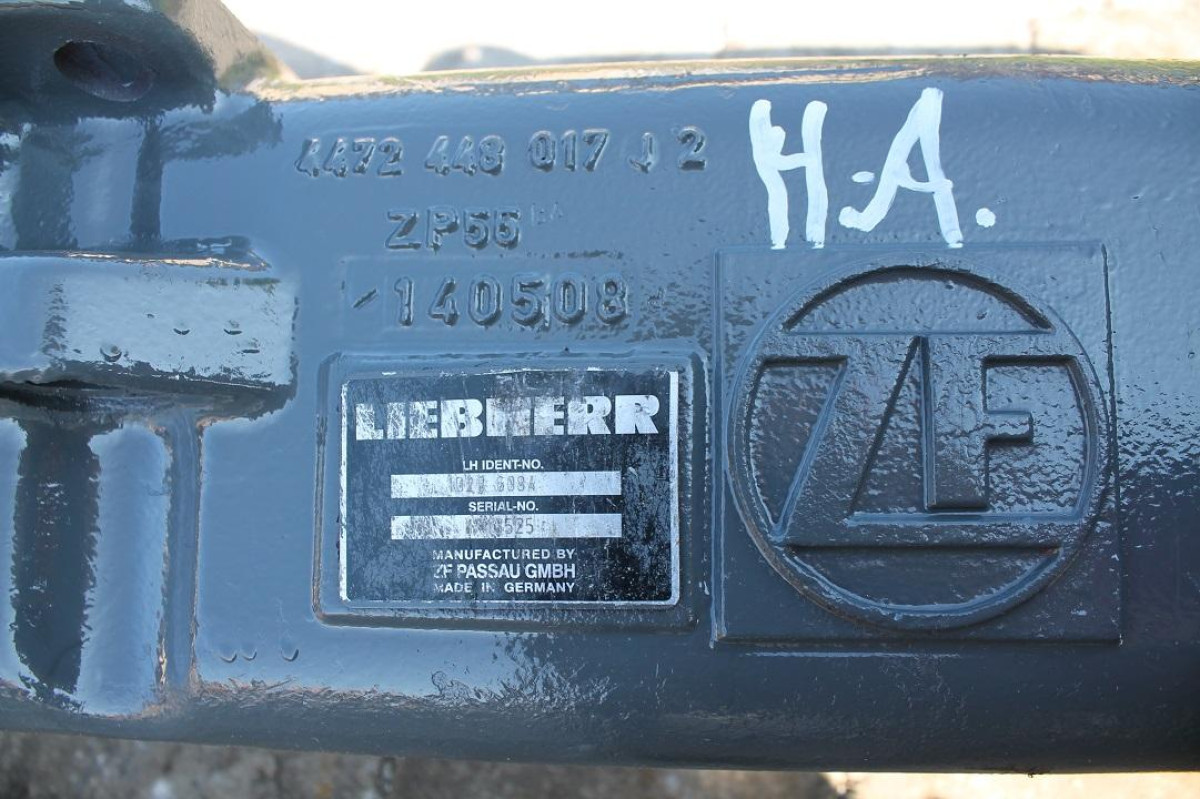 4472 448 017 J 2
H.A.
ZP55
140508
LIEBHERR
LH IDENT-NO.
SERIAL-NO.
MANUFACTURED BY
ZF PASSAU GMBH
MADE IN GERMANY
ZF